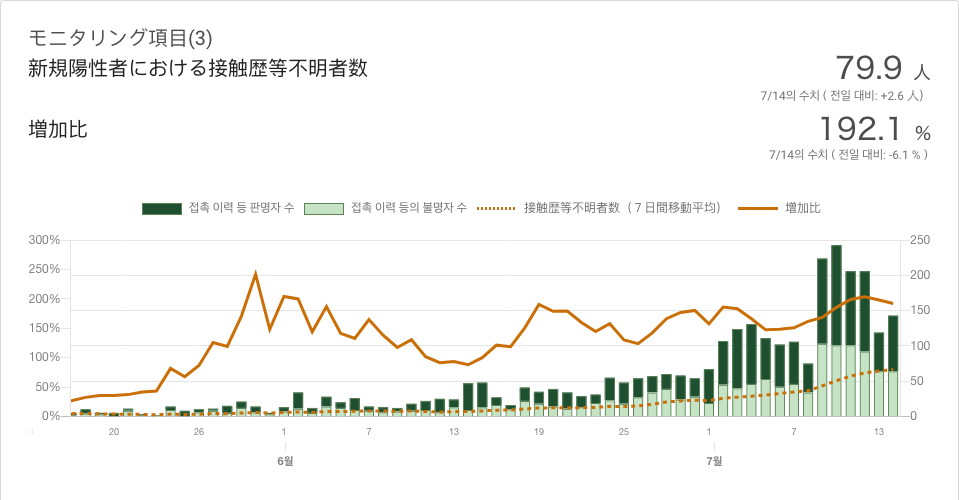 モニタリング項目(3)
新規陽性者における接触歴等不明者数
79.9 人
7/14의 수치 ( 전일 대비: +2.6 人)
増加比
192.1 %
7/14의 수치 ( 전일 대비: -6.1 % )
접촉 이력 등 판명자 수 접촉 이력 등의 불명자 수 接触歴等不明者数（７日間移動平均) 増加比
300% 250
250% 200
200% 150
150% 100
100% 50
50% 0
0%
20 26 1 7 13 19 25 1 7 13
6월 7월